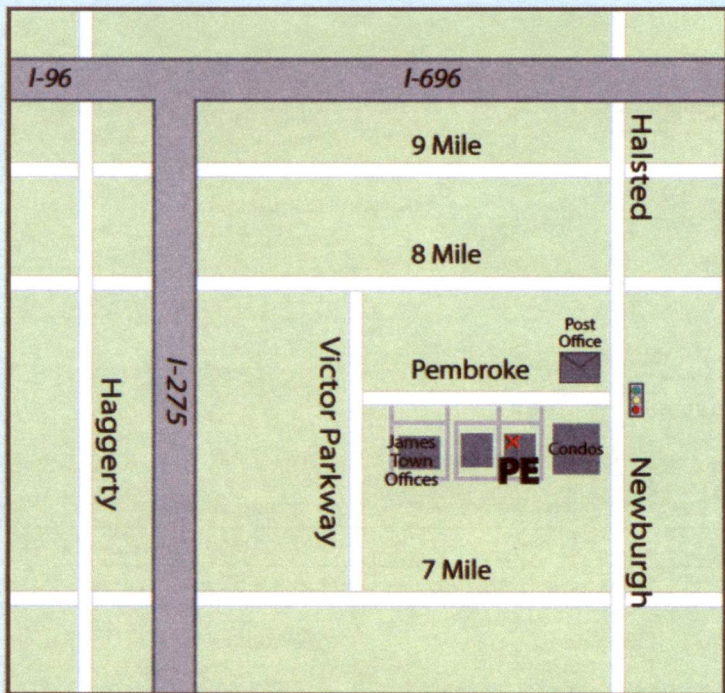 I-96
I-696
9 Mile
Halsted
8 Mile
Post
Office
Pembroke
I-275
Victor Parkway
Haggerty
James
Town
Offices
PE
Condos
Newburgh
7 Mile